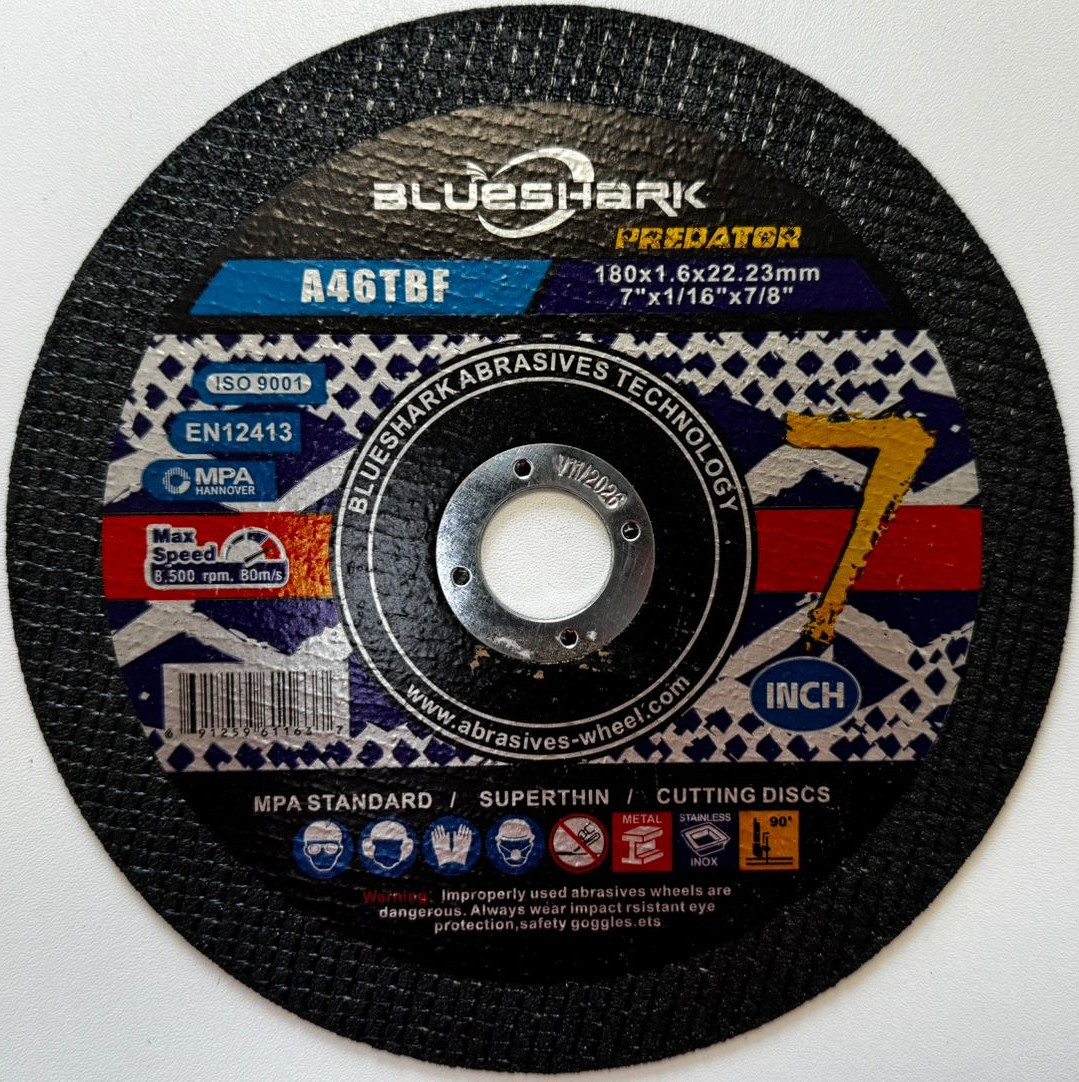 BLUESHARK
PREDATOR
A46TBF
180x1.6x22.23mm
7"x1/16"x7/8"
BLUESHARK ABRASIVES TECHNOLOGY
ISO 9001
EN12413
MPA
HANNOVER
V11/2026
Max
Speed
8,500 rpm, 80m/s
7
INCH
www.abrasives-wheel.com
MPA STANDARD / SUPERTHIN / CUTTING DISCS
METAL
STAINLESS
INOX
90°
Warning: Improperly used abrasives wheels are
dangerous. Always wear impact rsistant eye
protection,safety goggles.ets